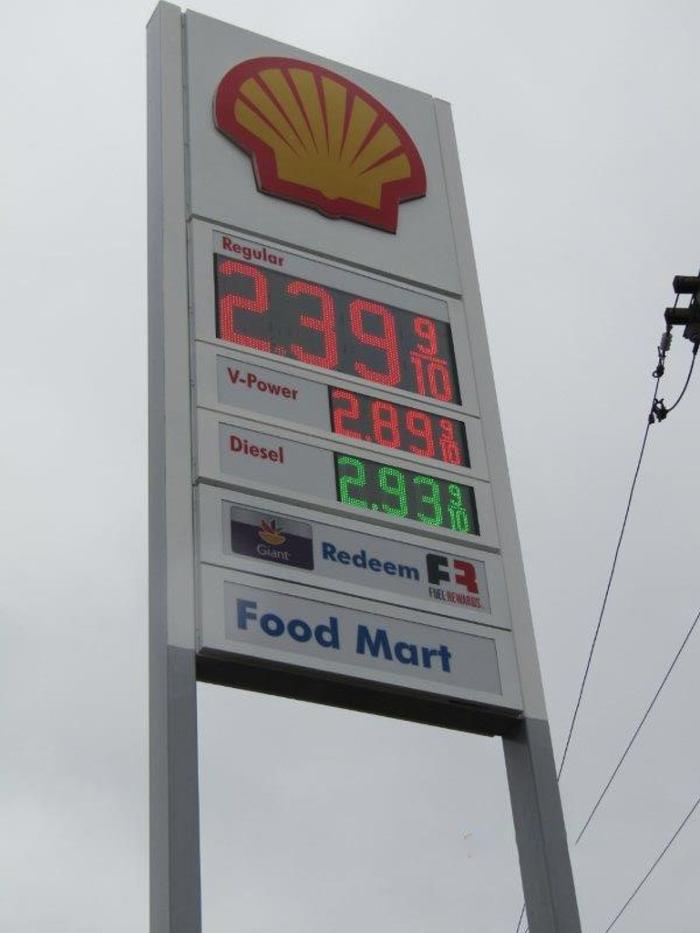 Regular
2.39 9/10
V-Power
2.89 9/10
Diesel
2.93 9/10
Giant Redeem FR
FUEL REWARDS
Food Mart